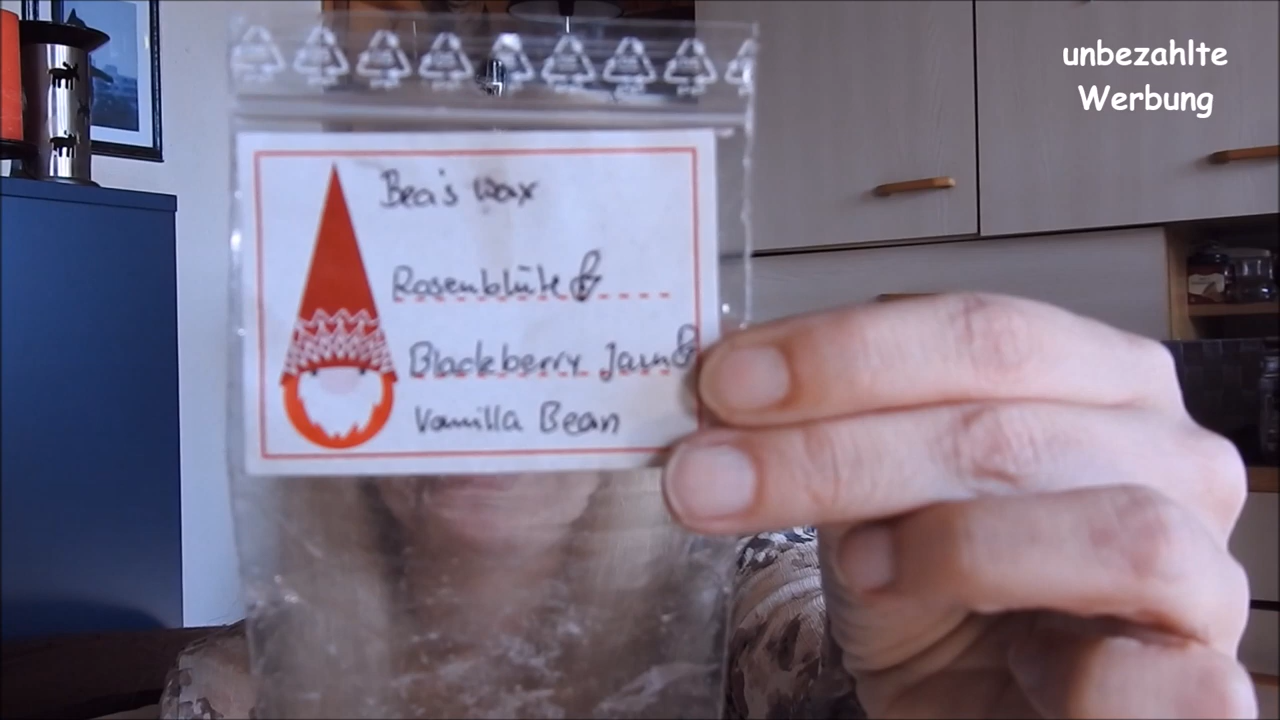 unbezahlte
Werbung
Bea's wax
Rosenblüte &
Blackberry Jam &
Vanilla Bean